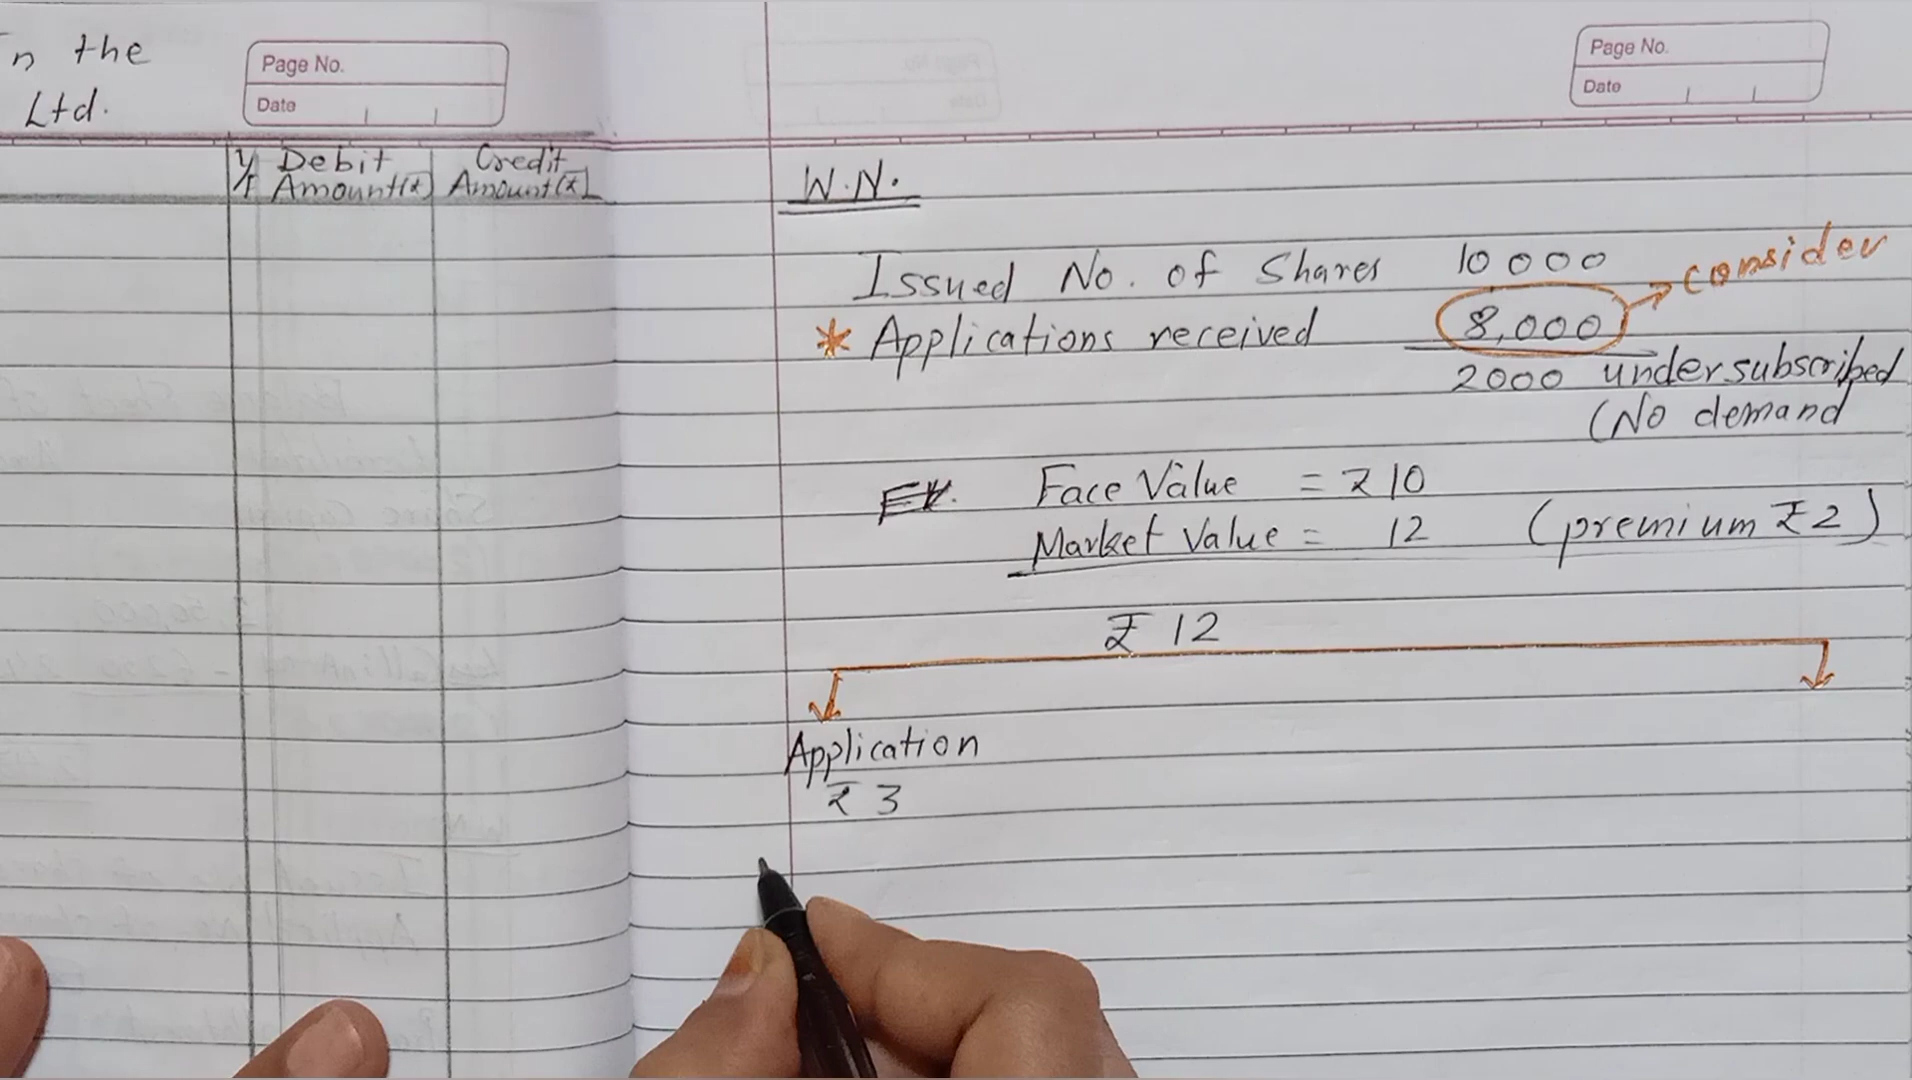 n the
Ltd.
Page No.
Date
Debit Amount(₹)
Credit Amount(₹)
Page No.
Date
W.N.
Issued No. of Shares 10000
* Applications received 8,000 → consider
2000 undersubscribed
(No demand
Face Value = ₹ 10
Market Value = 12 (premium ₹2)
₹ 12
Application
₹ 3